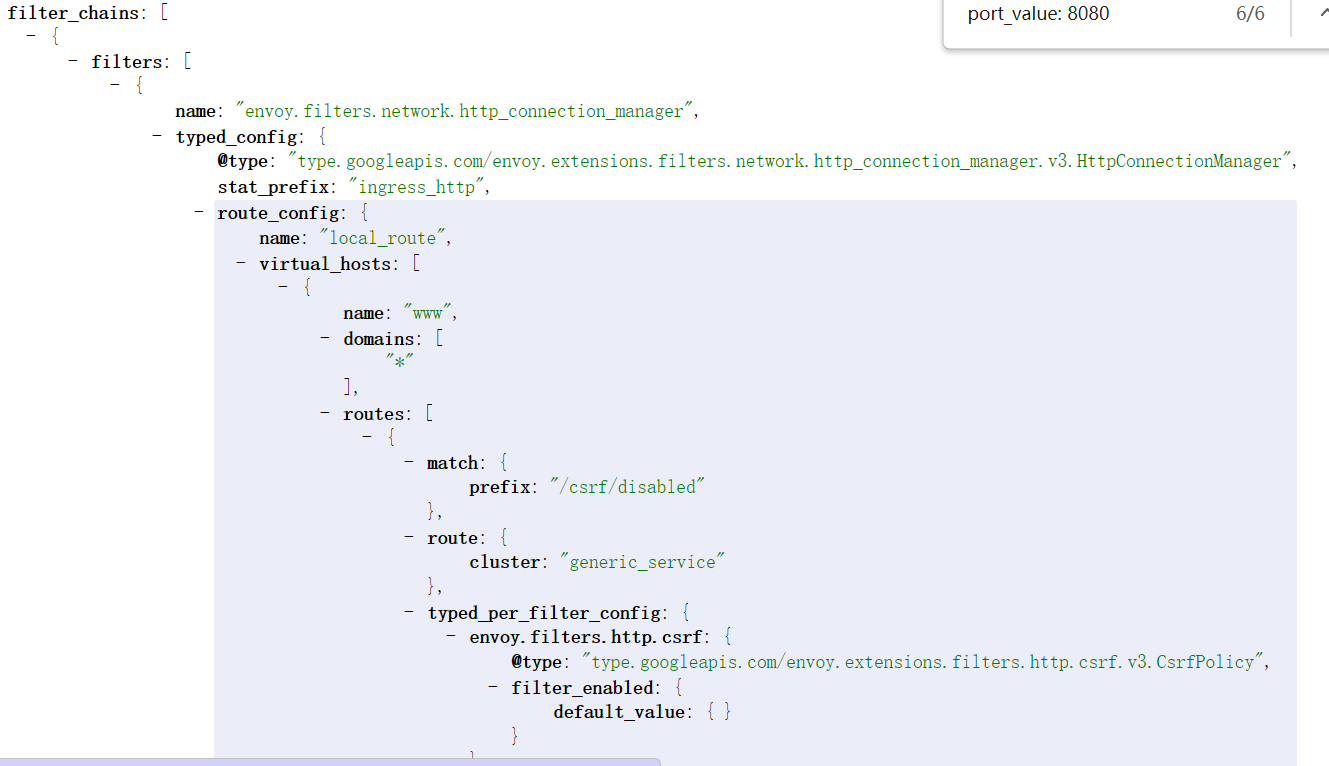 filter_chains: [
port_value: 8080 6/6
- {
- filters: [
- {
name: "envoy.filters.network.http_connection_manager",
- typed_config: {
@type: "type.googleapis.com/envoy.extensions.filters.network.http_connection_manager.v3.HttpConnectionManager",
stat_prefix: "ingress_http",
- route_config: {
name: "local_route",
- virtual_hosts: [
- {
name: "www",
- domains: [
"*"
],
- routes: [
- {
- match: {
prefix: "/csrf/disabled"
},
- route: {
cluster: "generic_service"
},
- typed_per_filter_config: {
- envoy.filters.http.csrf: {
@type: "type.googleapis.com/envoy.extensions.filters.http.csrf.v3.CsrfPolicy",
- filter_enabled: {
default_value: { }
}